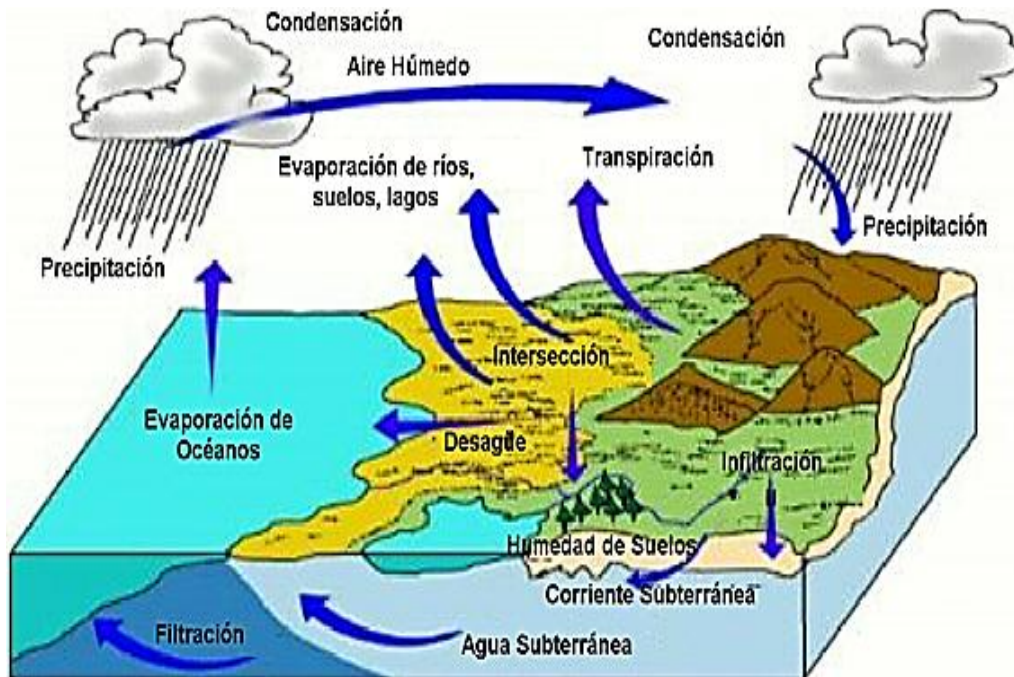 Condensación
Condensación
Aire Húmedo
Evaporación de ríos,
suelos, lagos
Transpiración
Precipitación
Precipitación
Intersección
Evaporación de
Océanos
Desagüe
Infiltración
Humedad de Suelos
Corriente Subterránea
Filtración
Agua Subterránea